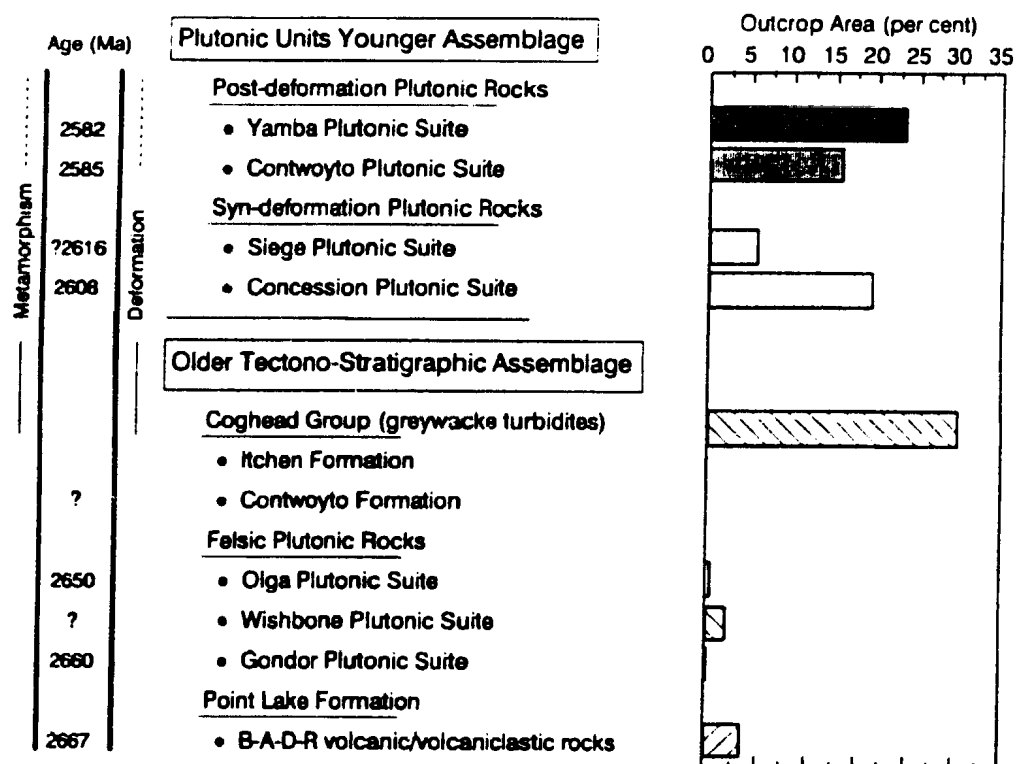 Outcrop Area (per cent)
Age (Ma) Plutonic Units Younger Assemblage
0 5 10 15 20 25 30 35
Post-deformation Plutonic Rocks
2582 • Yamba Plutonic Suite
2585 • Contwoyto Plutonic Suite
Syn-deformation Plutonic Rocks
Metamorphism
Deformation
?2616 • Siege Plutonic Suite
2608 • Concession Plutonic Suite
Older Tectono-Stratigraphic Assemblage
Coghead Group (greywacke turbidites)
• Itchen Formation
? • Contwoyto Formation
Felsic Plutonic Rocks
2650 • Olga Plutonic Suite
? • Wishbone Plutonic Suite
2660 • Gondor Plutonic Suite
Point Lake Formation
2667 • B-A-D-R volcanic/volcaniclastic rocks